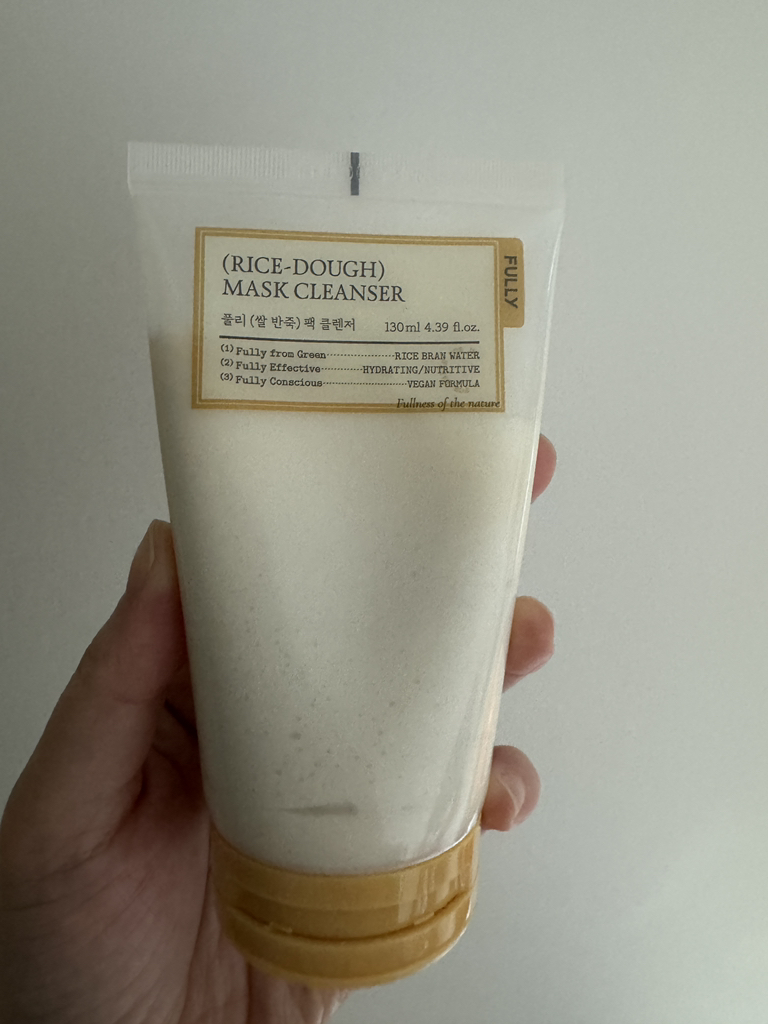 (RICE-DOUGH)
MASK CLEANSER
풀리 (쌀 반죽) 팩 클렌저 130ml 4.39 fl.oz.
(1) Fully from Green························RICE BRAN WATER
(2) Fully Effective·············HYDRATING/NUTRITIVE
(3) Fully Conscious··························VEGAN FORMULA
Fullness of the nature
FULLY